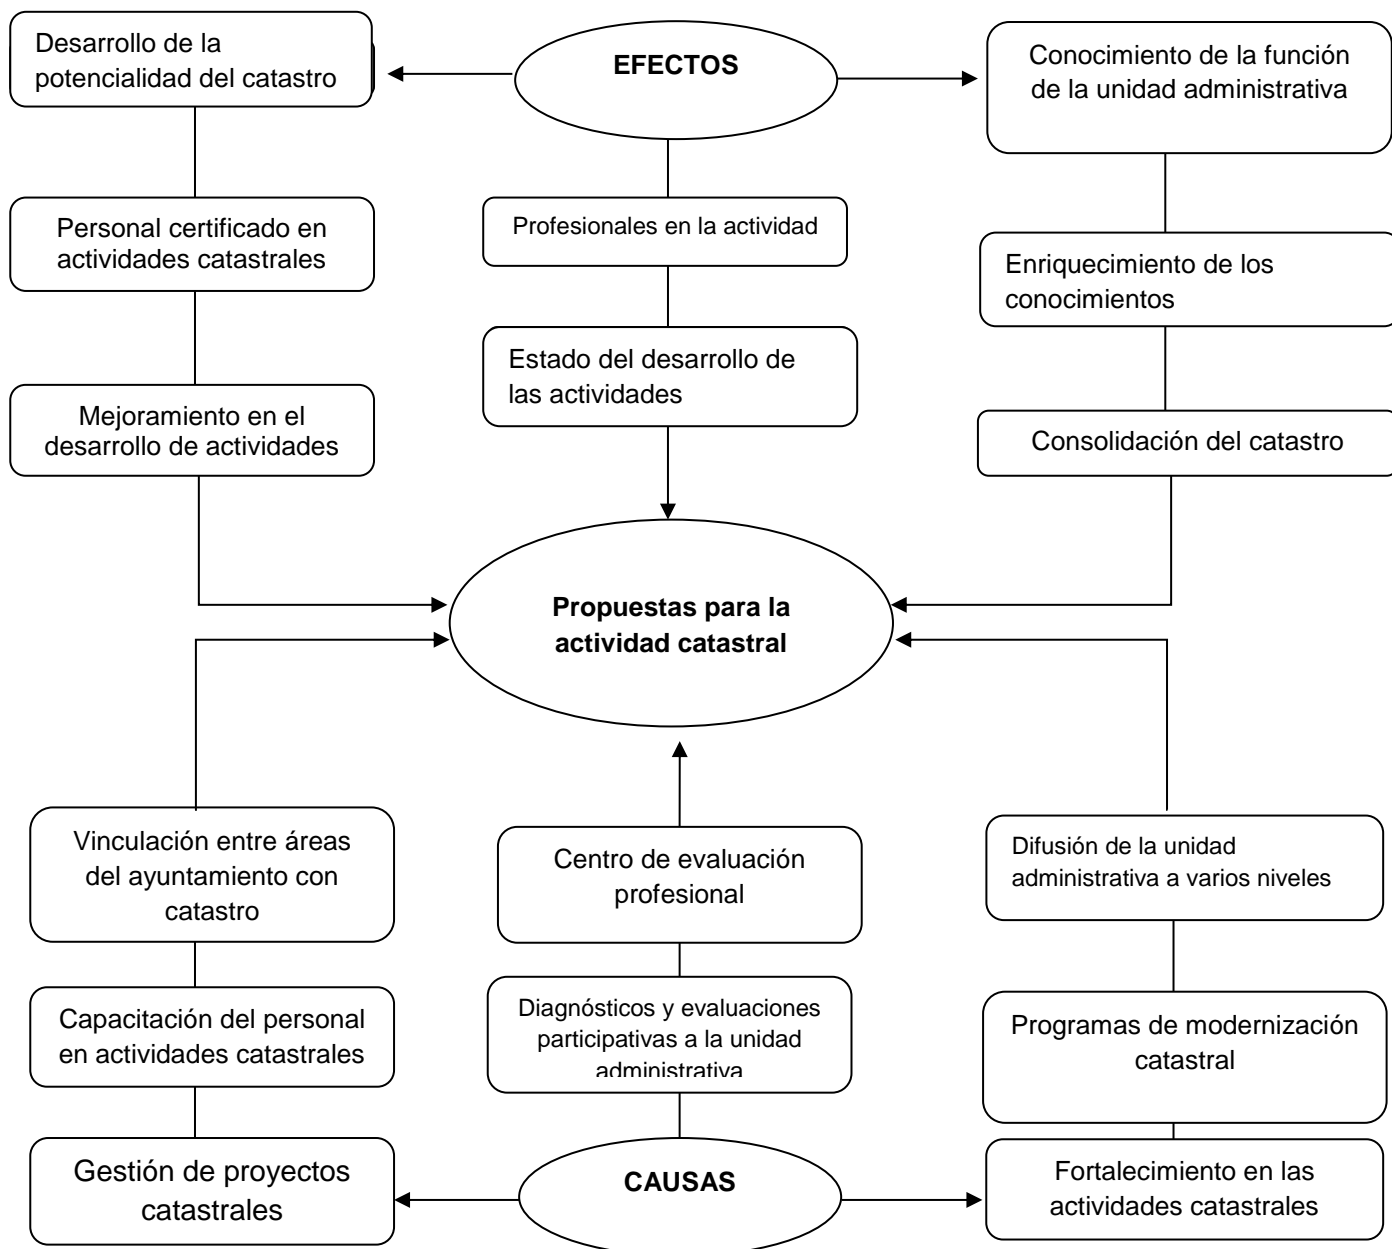 Desarrollo de la
potencialidad del catastro
EFECTOS
Conocimiento de la función
de la unidad administrativa
Personal certificado en
actividades catastrales
Profesionales en la actividad
Enriquecimiento de los
conocimientos
Estado del desarrollo de
las actividades
Mejoramiento en el
desarrollo de actividades
Consolidación del catastro
Propuestas para la
actividad catastral
Vinculación entre áreas
del ayuntamiento con
catastro
Centro de evaluación
profesional
Difusión de la unidad
administrativa a varios niveles
Capacitación del personal
en actividades catastrales
Diagnósticos y evaluaciones
participativas a la unidad
administrativa
Programas de modernización
catastral
Gestión de proyectos
catastrales
CAUSAS
Fortalecimiento en las
actividades catastrales